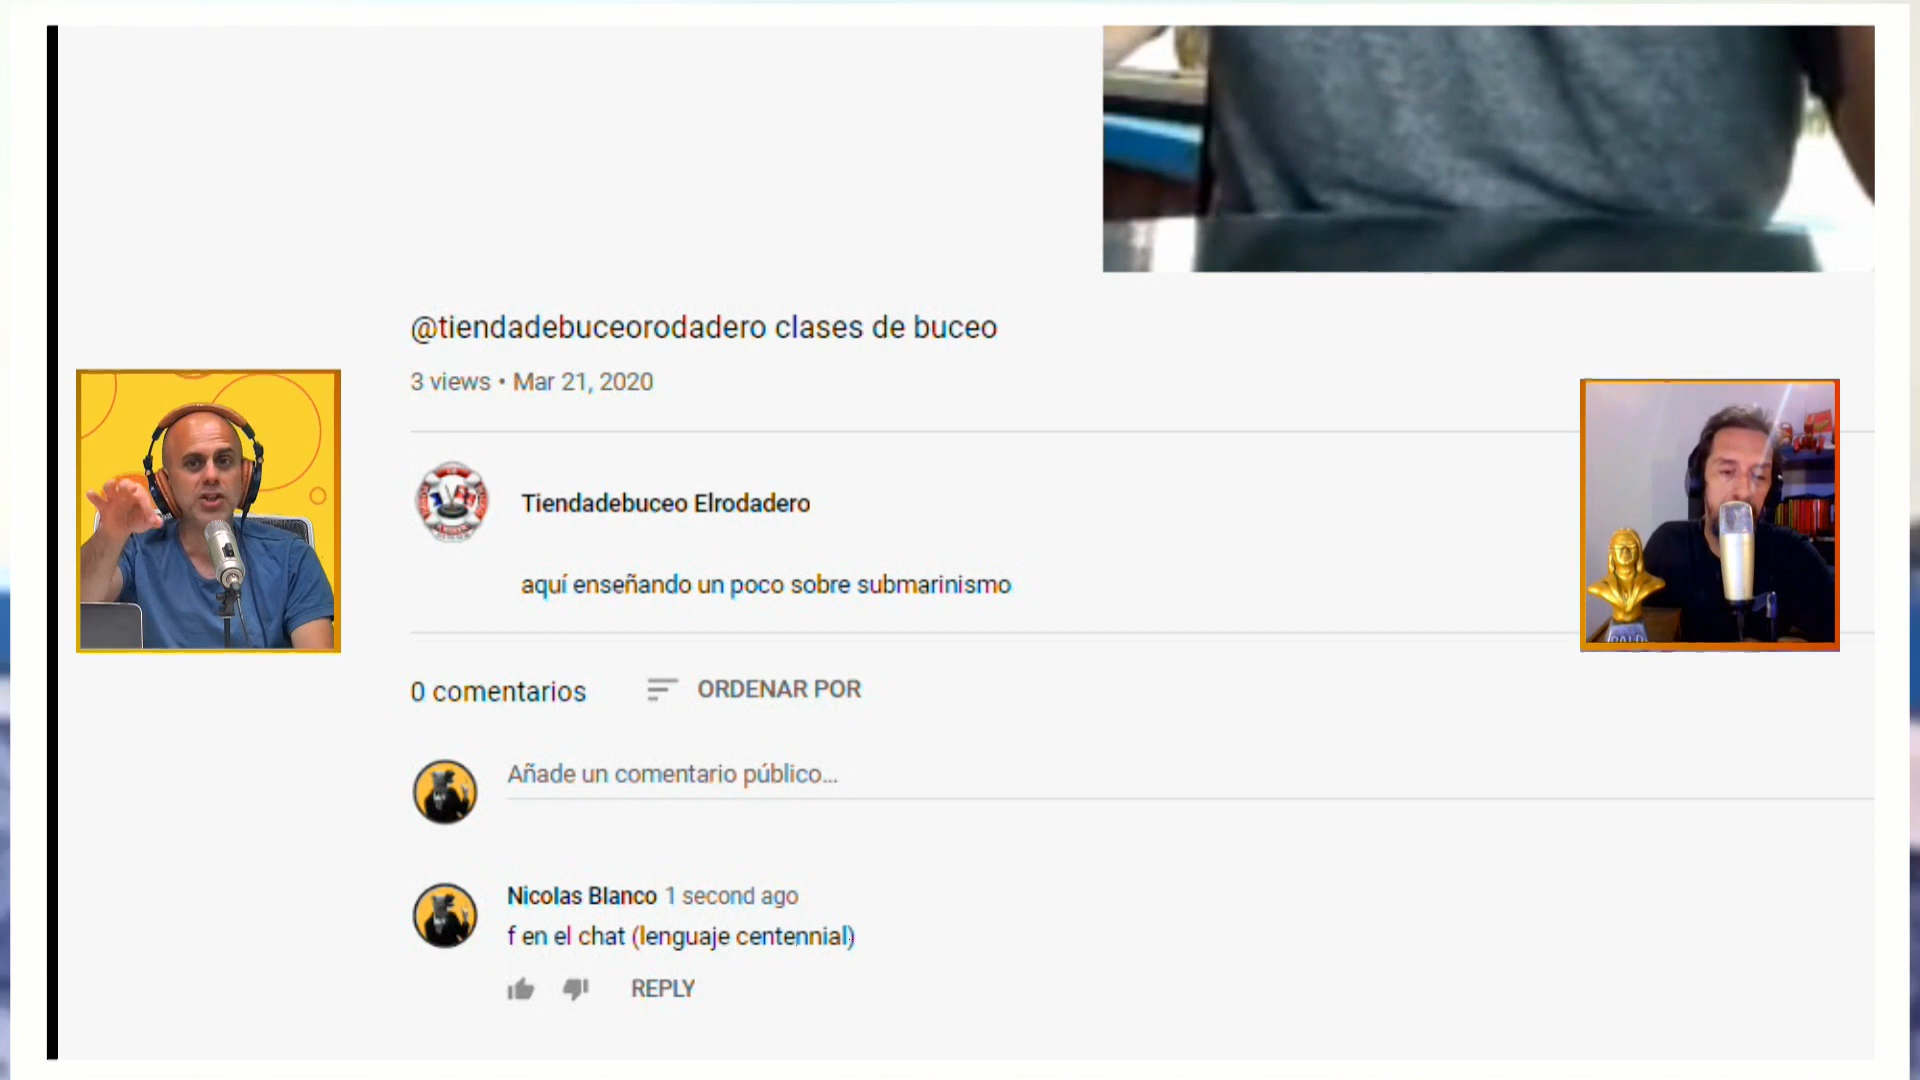 @tiendadebuceorodadero clases de buceo
3 views • Mar 21, 2020
Tiendadebuceo Elrodadero
aquí enseñando un poco sobre submarinismo
0 comentarios ORDENAR POR
Añade un comentario público...
Nicolas Blanco 1 second ago
f en el chat (lenguaje centennial)
REPLY